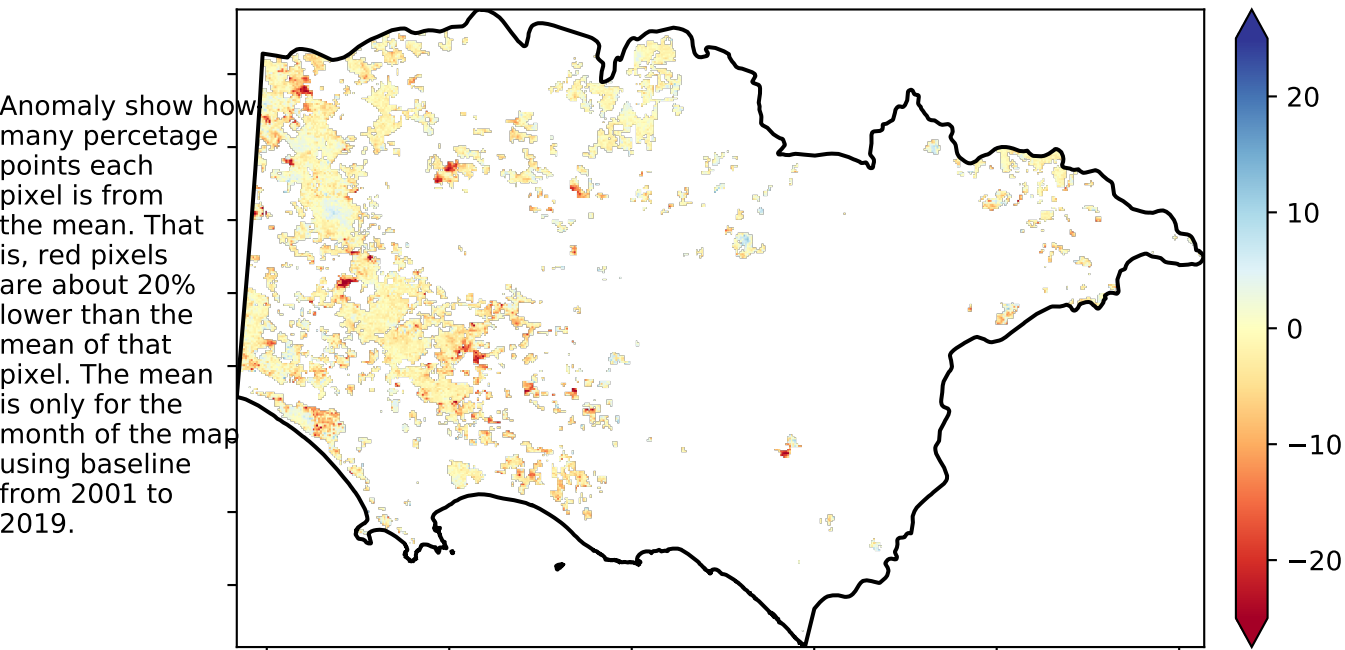 Anomaly show how
many percetage
points each
pixel is from
the mean. That
is, red pixels
are about 20%
lower than the
mean of that
pixel. The mean
is only for the
month of the map
using baseline
from 2001 to
2019.
20
10
0
−10
−20